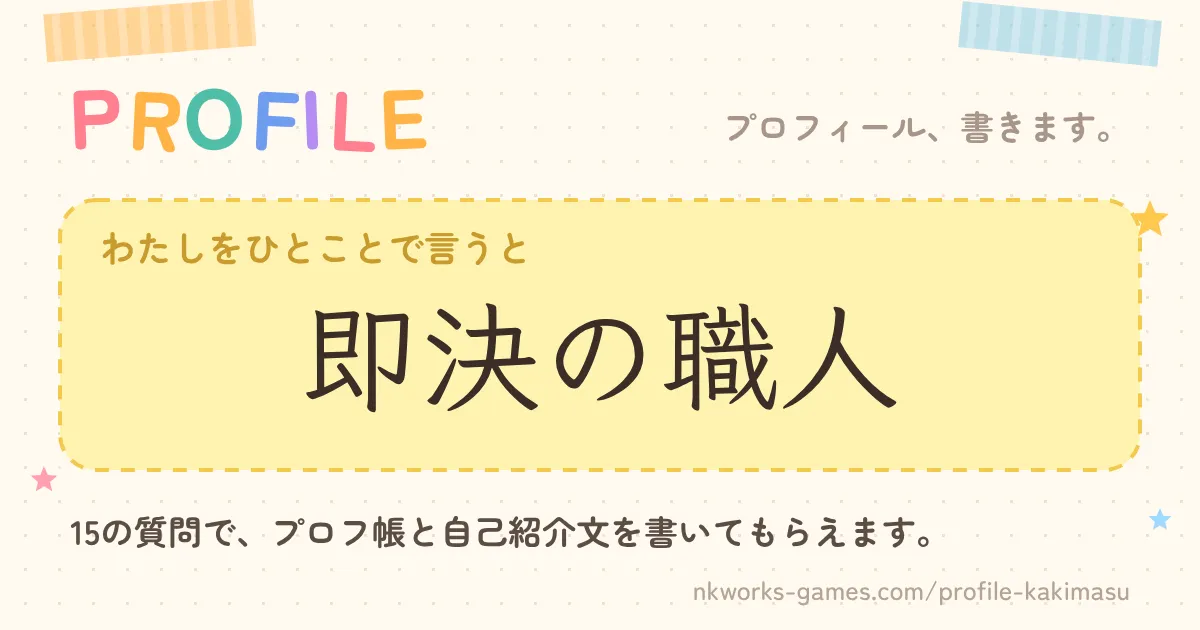 PROFILE
プロフィール、書きます。
わたしをひとことで言うと
即決の職人
15の質問で、プロフ帳と自己紹介文を書いてもらえます。
nkworks-games.com/profile-kakimasu